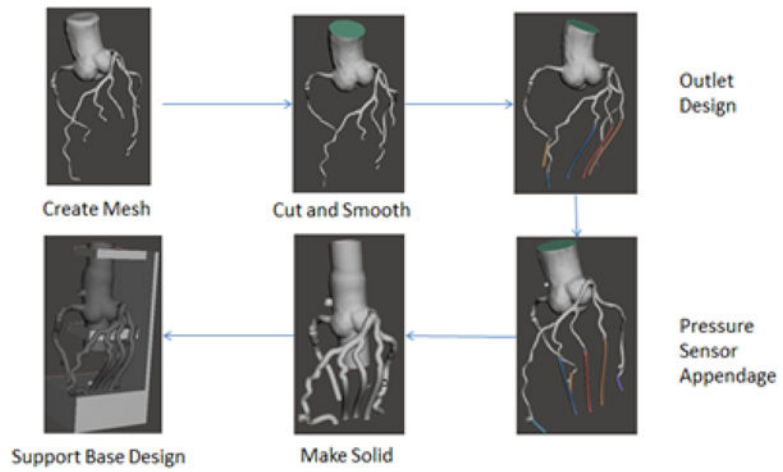 Outlet
Design
Create Mesh
Cut and Smooth
Pressure
Sensor
Appendage
Support Base Design
Make Solid